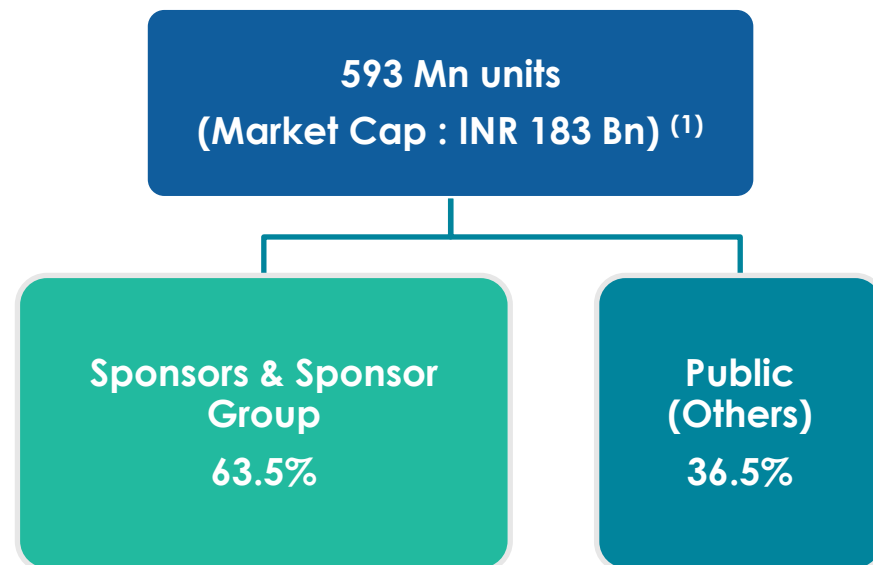 593 Mn units
(Market Cap : INR 183 Bn) (1)
Sponsors & Sponsor
Group
63.5%
Public
(Others)
36.5%